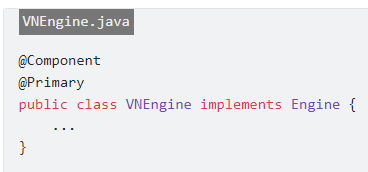 VNEngine.java
@Component
@Primary
public class VNEngine implements Engine {
    ...
}